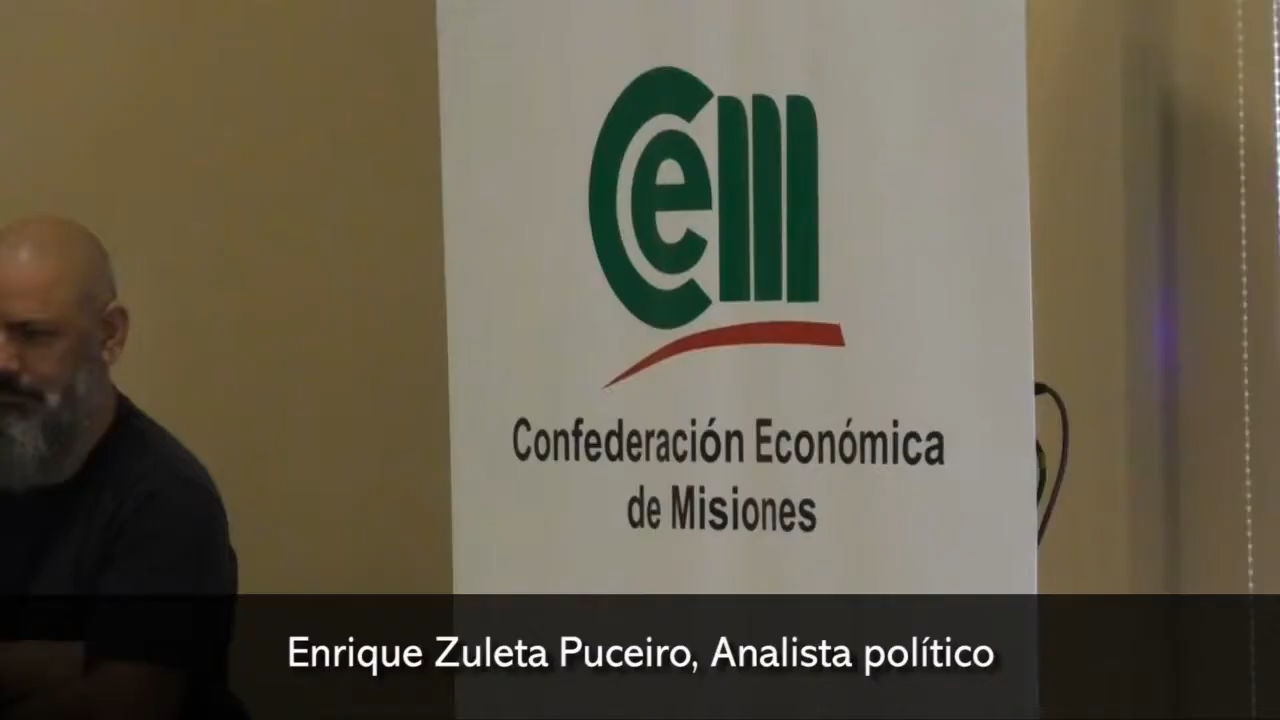 Cem
Confederación Económica
de Misiones
Enrique Zuleta Puceiro, Analista político